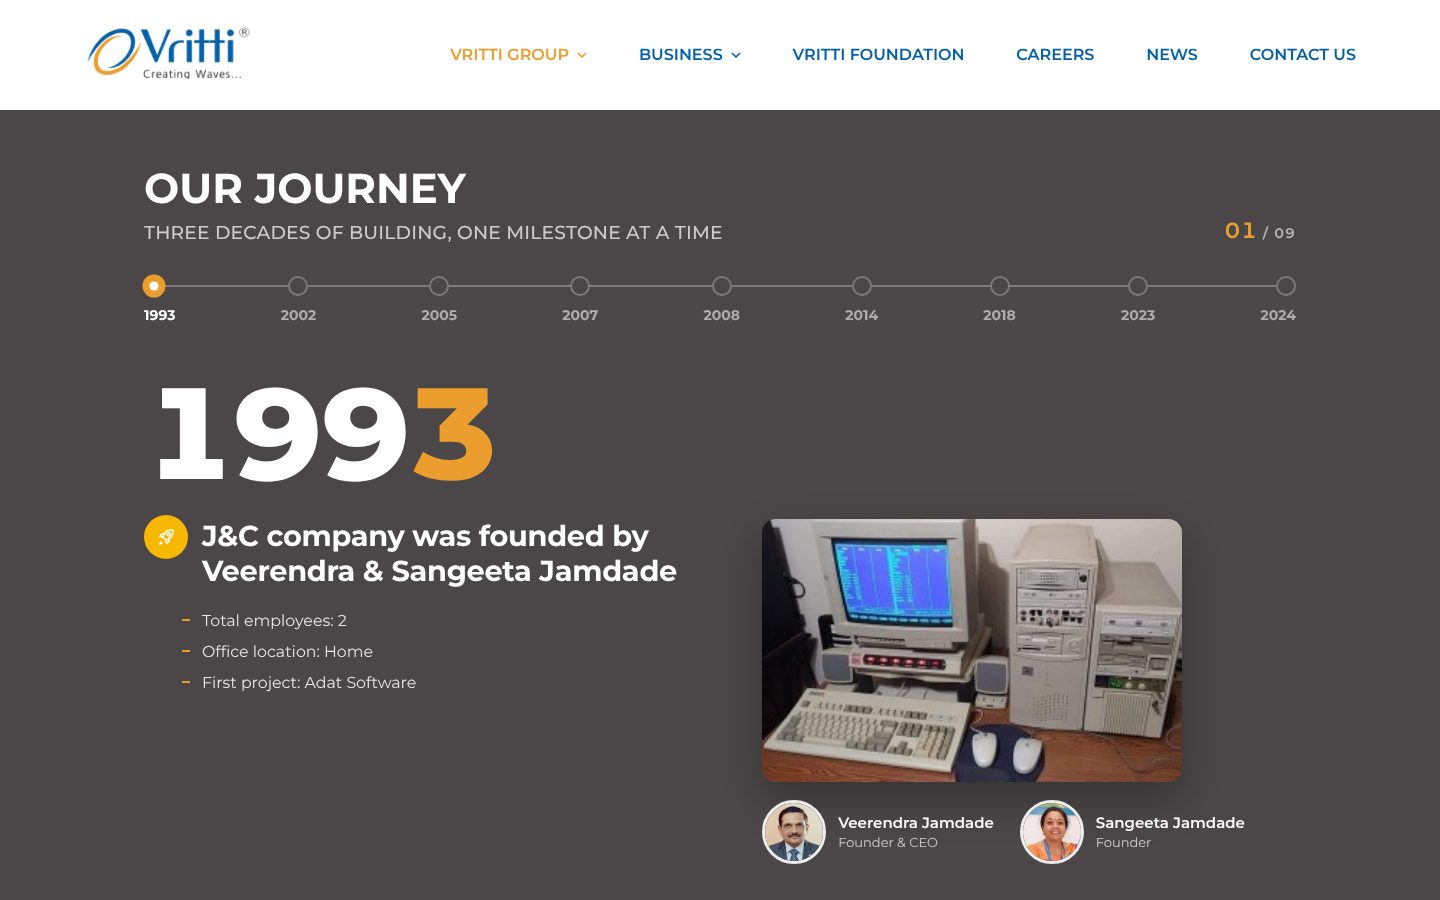 Vritti®
Creating Waves...
VRITTI GROUP
BUSINESS
VRITTI FOUNDATION
CAREERS
NEWS
CONTACT US
OUR JOURNEY
THREE DECADES OF BUILDING, ONE MILESTONE AT A TIME
01 / 09
1993
2002
2005
2007
2008
2014
2018
2023
2024
1993
J&C company was founded by
Veerendra & Sangeeta Jamdade
Total employees: 2
Office location: Home
First project: Adat Software
Veerendra Jamdade
Founder & CEO
Sangeeta Jamdade
Founder